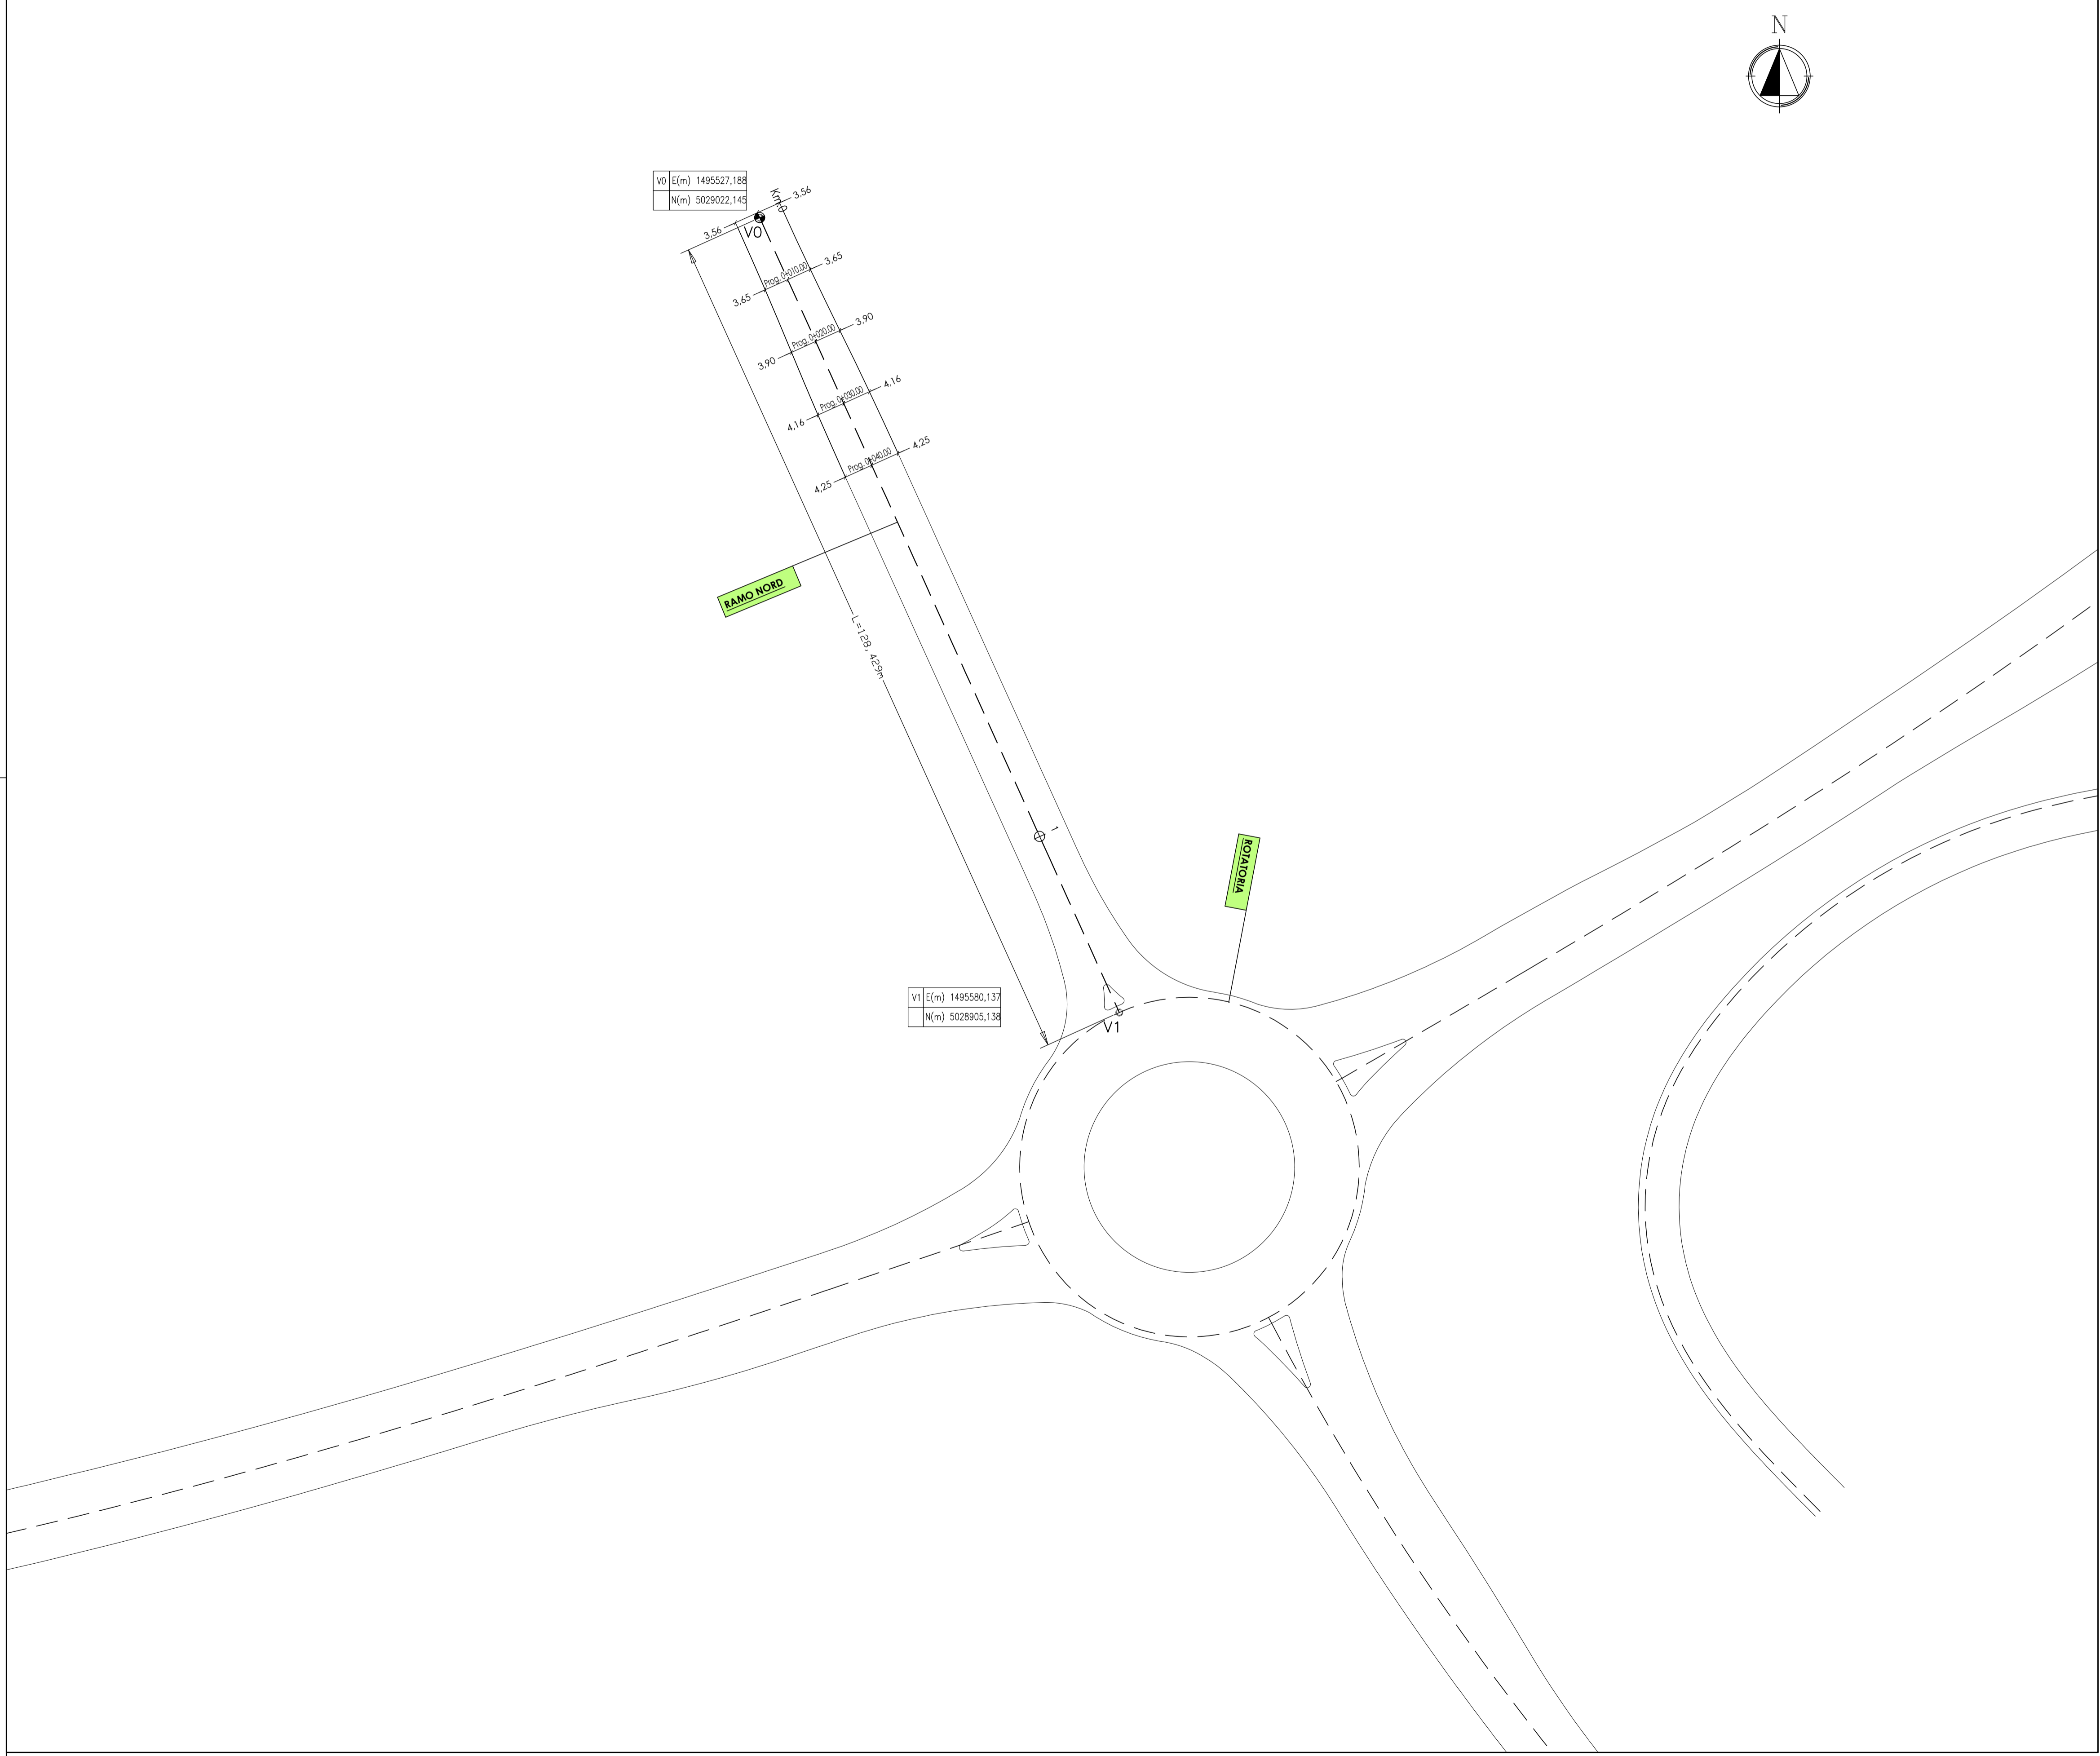 N
V0 E(m) 1495527,188
N(m) 5029022,145
Km 0
3,56
3,56
V0
Prog. 0+010.00
3,65
3,65
Prog. 0+020.00
3,90
3,90
Prog. 0+030.00
4,16
4,16
Prog. 0+040.00
4,25
4,25
RAMO NORD
L=128,429m
1
ROTATORIA
V1 E(m) 1495580,137
N(m) 5028905,138
V1